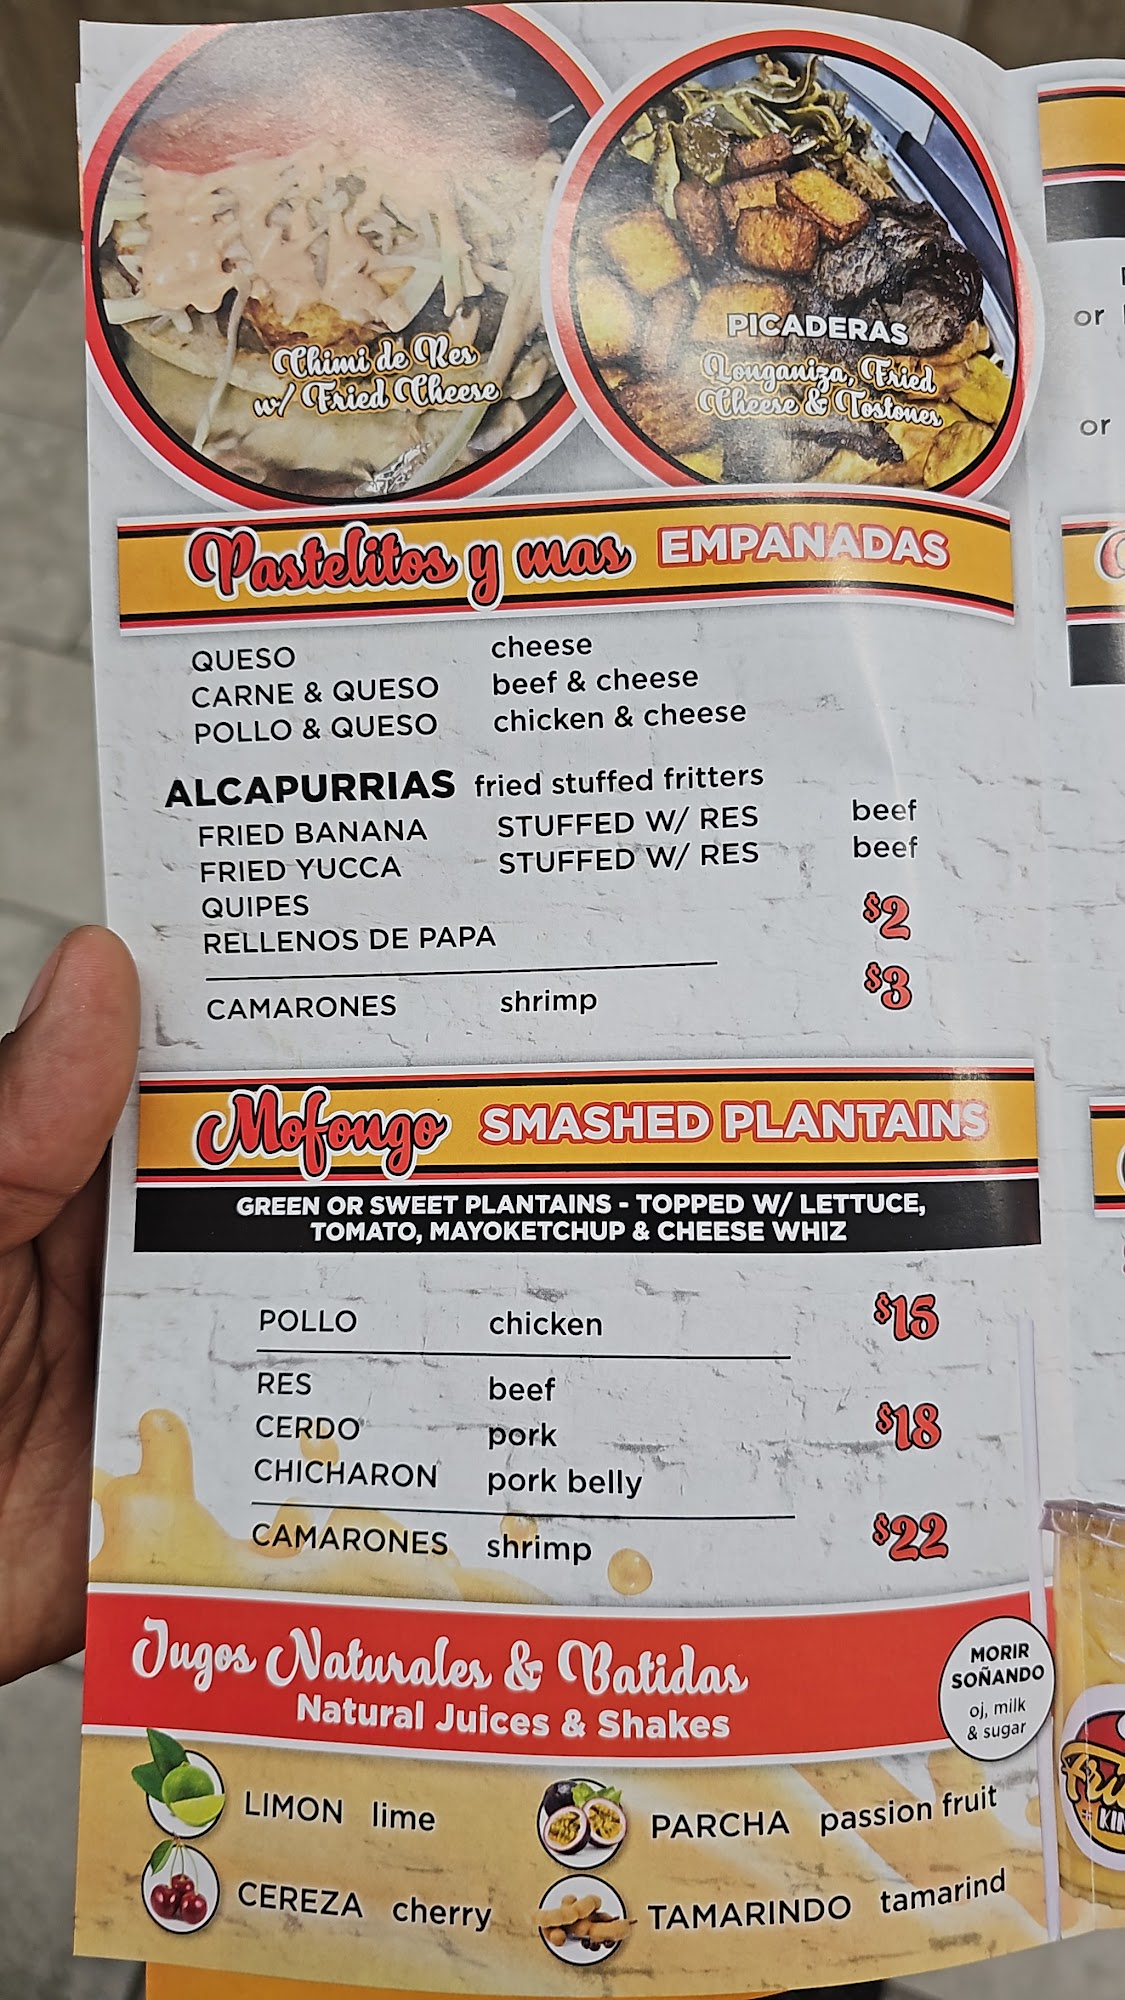 Chimi de Res
w/ Fried Cheese
PICADERAS
Longaniza, Fried
Cheese & Tostones
Pastelitos y mas EMPANADAS
QUESO cheese
CARNE & QUESO beef & cheese
POLLO & QUESO chicken & cheese
ALCAPURRIAS fried stuffed fritters
FRIED BANANA STUFFED W/ RES beef
FRIED YUCCA STUFFED W/ RES beef
QUIPES $2
RELLENOS DE PAPA
CAMARONES shrimp $3
Mofongo SMASHED PLANTAINS
GREEN OR SWEET PLANTAINS - TOPPED W/ LETTUCE,
TOMATO, MAYOKETCHUP & CHEESE WHIZ
POLLO chicken $15
RES beef
CERDO pork $18
CHICHARON pork belly
CAMARONES shrimp $22
Jugos Naturales & Batidas
Natural Juices & Shakes
MORIR
SOÑANDO
oj, milk
& sugar
LIMON lime
PARCHA passion fruit
CEREZA cherry
TAMARINDO tamarind
or
or